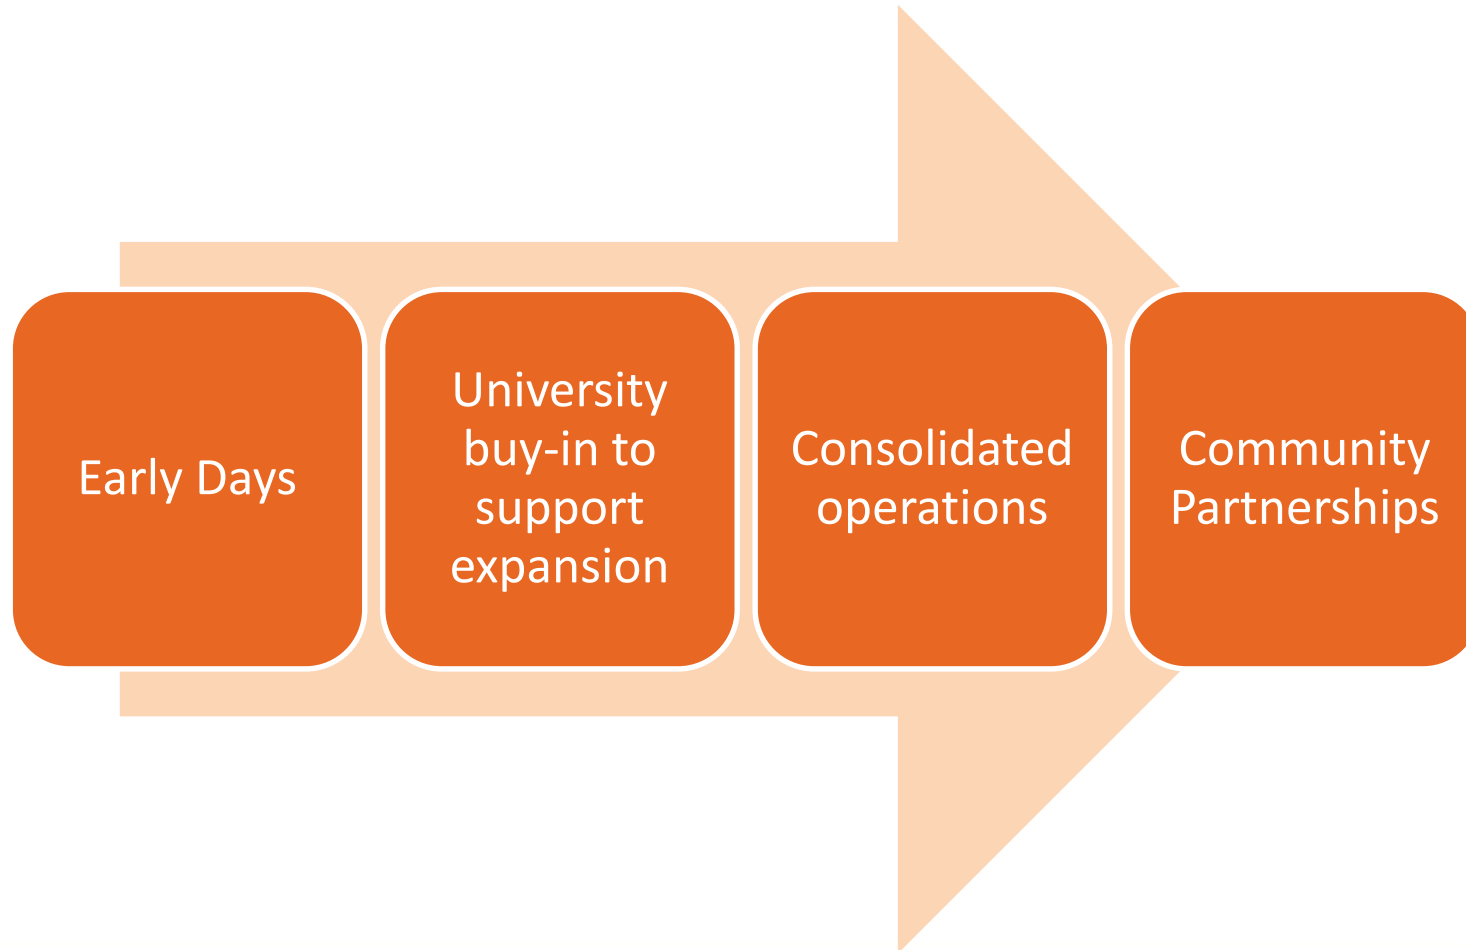 Early Days
University
buy-in to
support
expansion
Consolidated
operations
Community
Partnerships